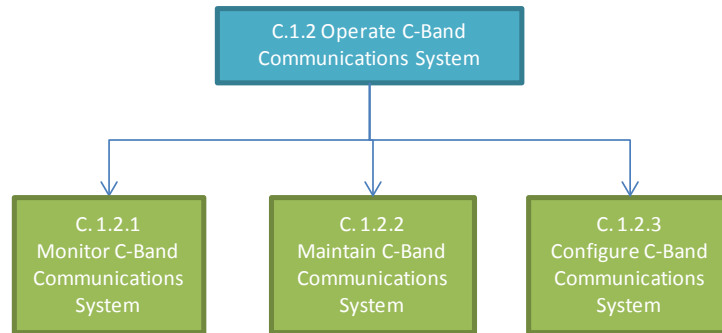 C.1.2 Operate C-Band
Communications System
C. 1.2.1
Monitor C-Band
Communications
System
C. 1.2.2
Maintain C-Band
Communications
System
C. 1.2.3
Configure C-Band
Communications
System